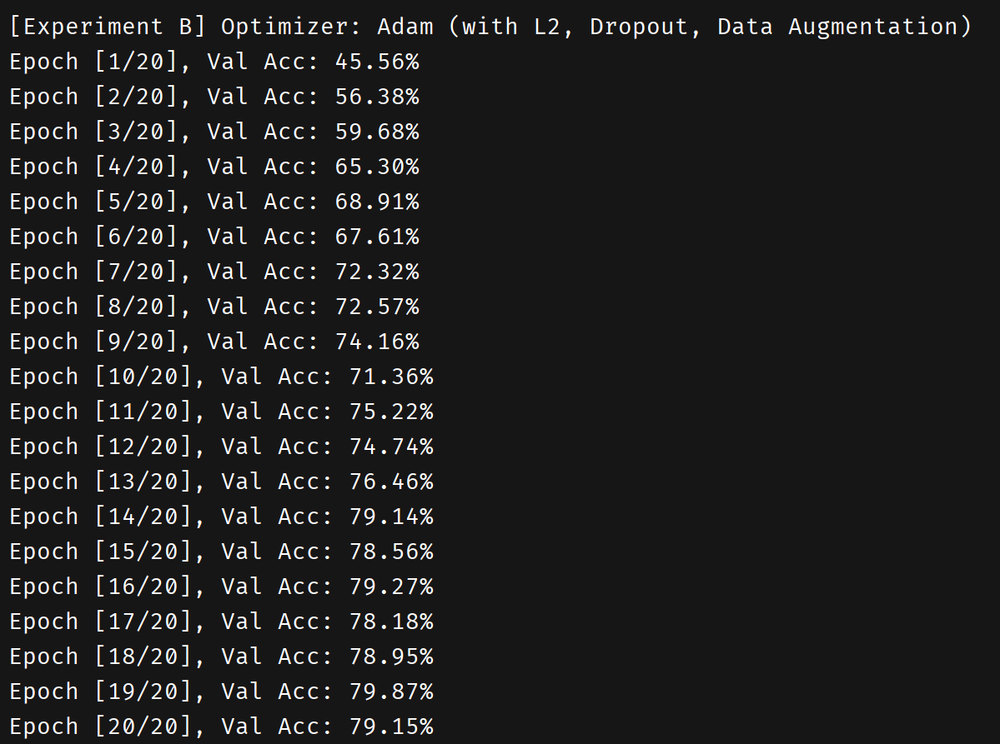 [Experiment B] Optimizer: Adam (with L2, Dropout, Data Augmentation)
Epoch [1/20], Val Acc: 45.56%
Epoch [2/20], Val Acc: 56.38%
Epoch [3/20], Val Acc: 59.68%
Epoch [4/20], Val Acc: 65.30%
Epoch [5/20], Val Acc: 68.91%
Epoch [6/20], Val Acc: 67.61%
Epoch [7/20], Val Acc: 72.32%
Epoch [8/20], Val Acc: 72.57%
Epoch [9/20], Val Acc: 74.16%
Epoch [10/20], Val Acc: 71.36%
Epoch [11/20], Val Acc: 75.22%
Epoch [12/20], Val Acc: 74.74%
Epoch [13/20], Val Acc: 76.46%
Epoch [14/20], Val Acc: 79.14%
Epoch [15/20], Val Acc: 78.56%
Epoch [16/20], Val Acc: 79.27%
Epoch [17/20], Val Acc: 78.18%
Epoch [18/20], Val Acc: 78.95%
Epoch [19/20], Val Acc: 79.87%
Epoch [20/20], Val Acc: 79.15%